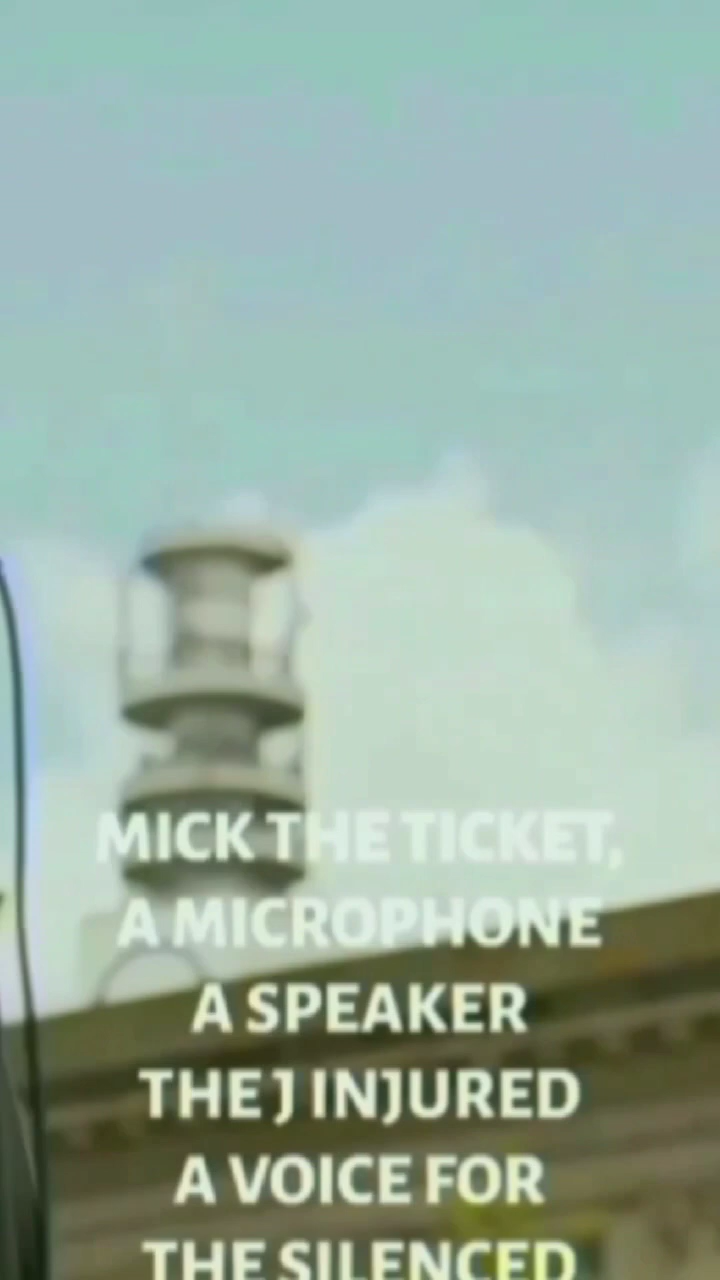 MICK THE TICKET,
A MICROPHONE
A SPEAKER
THE J INJURED
A VOICE FOR
THE SILENCED